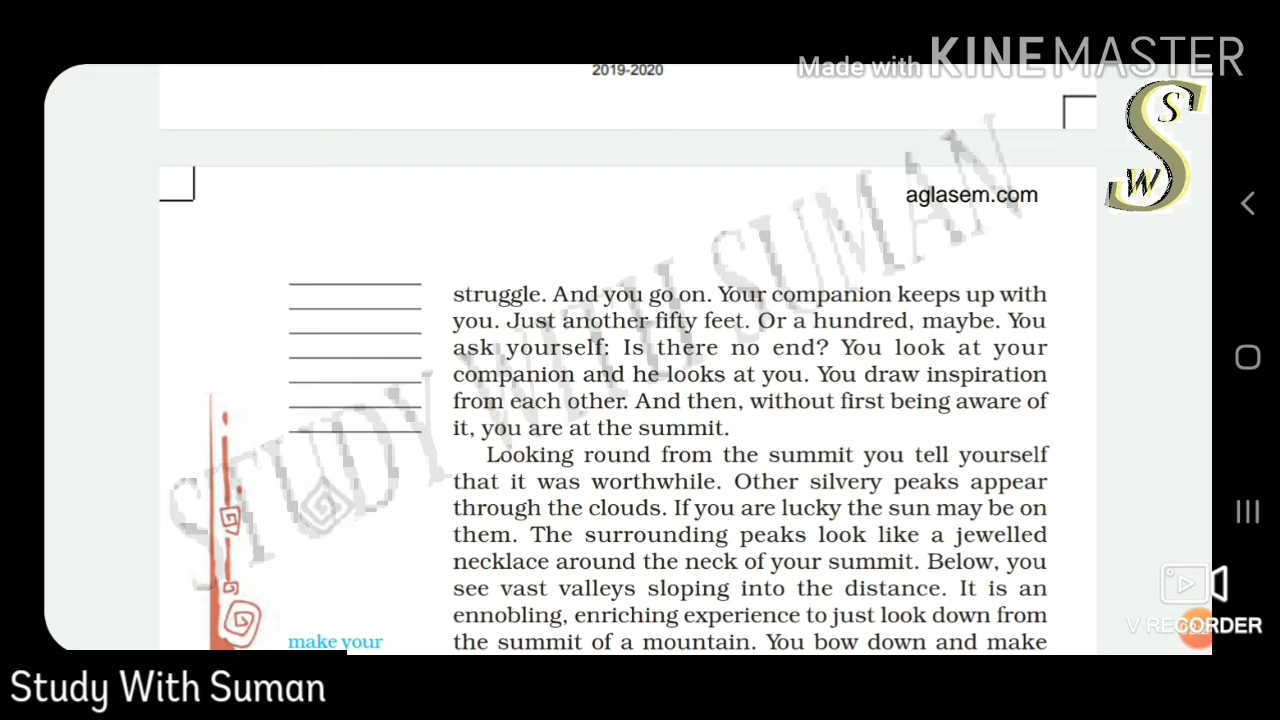 Made with KINEMASTER
2019-2020
S
S
W
aglasem.com
STUDY WITH SUMAN
struggle. And you go on. Your companion keeps up with
you. Just another fifty feet. Or a hundred, maybe. You
ask yourself: Is there no end? You look at your
companion and he looks at you. You draw inspiration
from each other. And then, without first being aware of
it, you are at the summit.
Looking round from the summit you tell yourself
that it was worthwhile. Other silvery peaks appear
through the clouds. If you are lucky the sun may be on
them. The surrounding peaks look like a jewelled
necklace around the neck of your summit. Below, you
see vast valleys sloping into the distance. It is an
ennobling, enriching experience to just look down from
make your
the summit of a mountain. You bow down and make
V RECORDER
Study With Suman